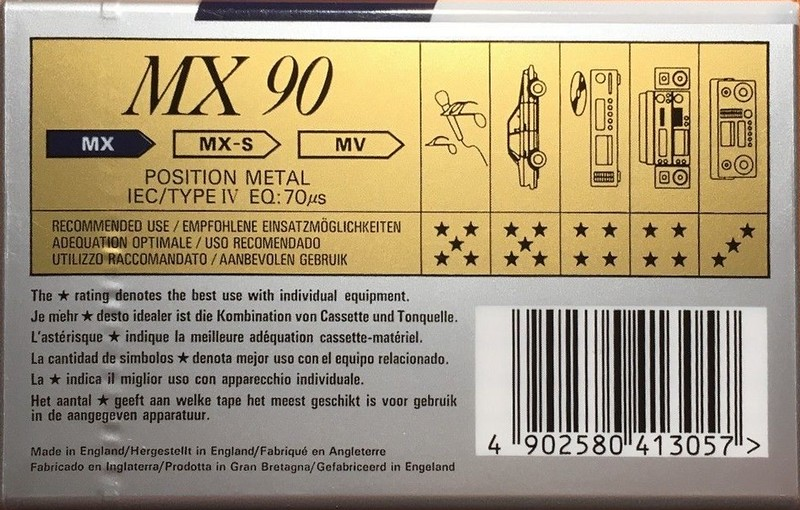 MX 90
MX MX-S MV
POSITION METAL
IEC/TYPE IV EQ:70µs
RECOMMENDED USE / EMPFOHLENE EINSATZMÖGLICHKEITEN
ADEQUATION OPTIMALE / USO RECOMENDADO
UTILIZZO RACCOMANDATO / AANBEVOLEN GEBRUIK
The ★ rating denotes the best use with individual equipment.
Je mehr ★ desto idealer ist die Kombination von Cassette und Tonquelle.
L'astérisque ★ indique la meilleure adéquation cassette-matériel.
La cantidad de simbolos ★ denota mejor uso con el equipo relacionado.
La ★ indica il miglior uso con apparecchio individuale.
Het aantal ★ geeft aan welke tape het meest geschikt is voor gebruik
in de aangegeven apparatuur.
Made in England/Hergestellt in England/Fabriqué en Angleterre
Fabricado en Inglaterra/Prodotta in Gran Bretagna/Gefabriceerd in Engeland
4 902580 413057 >